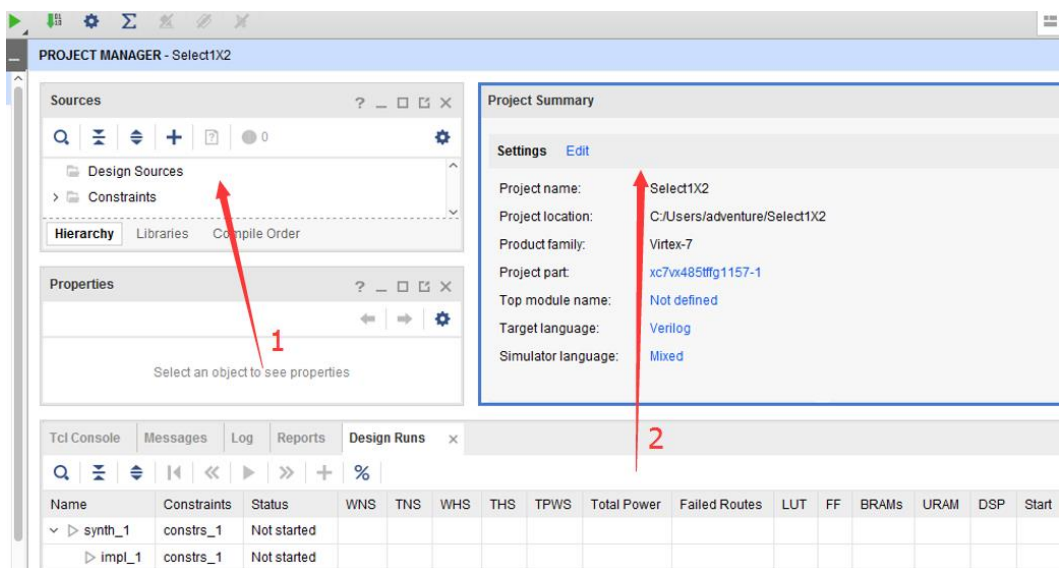 PROJECT MANAGER - Select1X2
Sources
? _
0
Design Sources
> Constraints
Hierarchy Libraries Compile Order
Properties
? _
1
Select an object to see properties
Project Summary
Settings Edit
Project name: Select1X2
Project location: C:/Users/adventure/Select1X2
Product family: Virtex-7
Project part: xc7vx485tffg1157-1
Top module name: Not defined
Target language: Verilog
Simulator language: Mixed
2
Tcl Console Messages Log Reports Design Runs ×
%
Name Constraints Status WNS TNS WHS THS TPWS Total Power Failed Routes LUT FF BRAMs URAM DSP Start
synth_1 constrs_1 Not started
impl_1 constrs_1 Not started